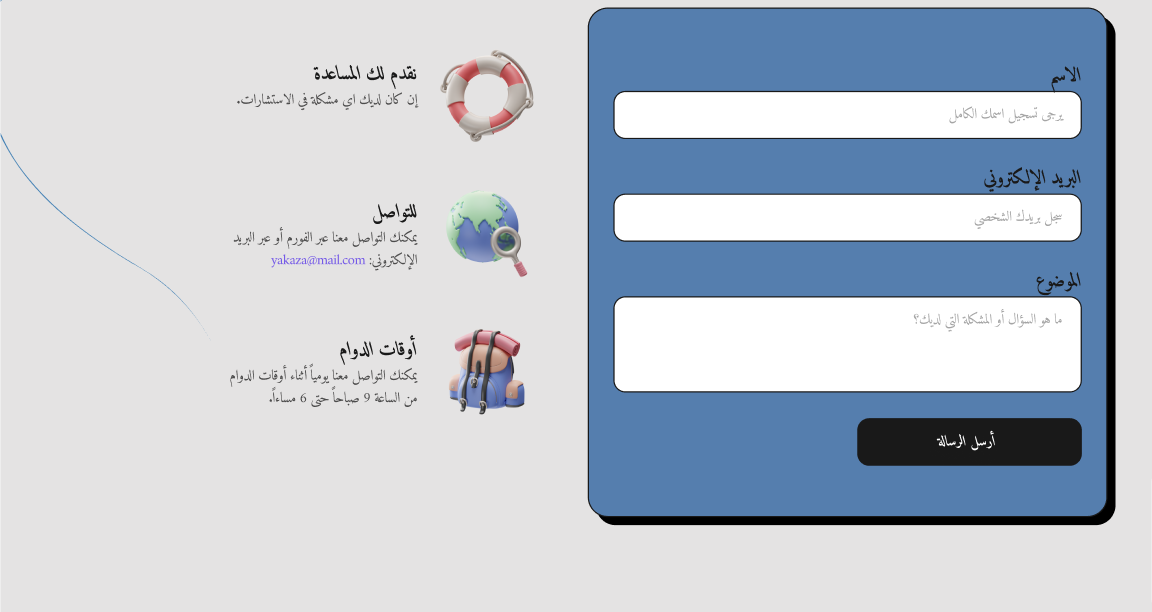 الاسم
يرجى تسجيل اسمك الكامل
البريد الإلكتروني
سجل بريدك الشخصي
الموضوع
ما هو السؤال أو المشكلة التي لديك؟
أرسل الرسالة
نقدم لك المساعدة
إن كان لديك اي مشكلة في الاستشارات.
للتواصل
يمكنك التواصل معنا عبر الفورم أو عبر البريد
الإلكتروني: yakaza@mail.com
أوقات الدوام
يمكنك التواصل معنا يومياً أثناء أوقات الدوام
من الساعة 9 صباحاً حتى 6 مساءاً.